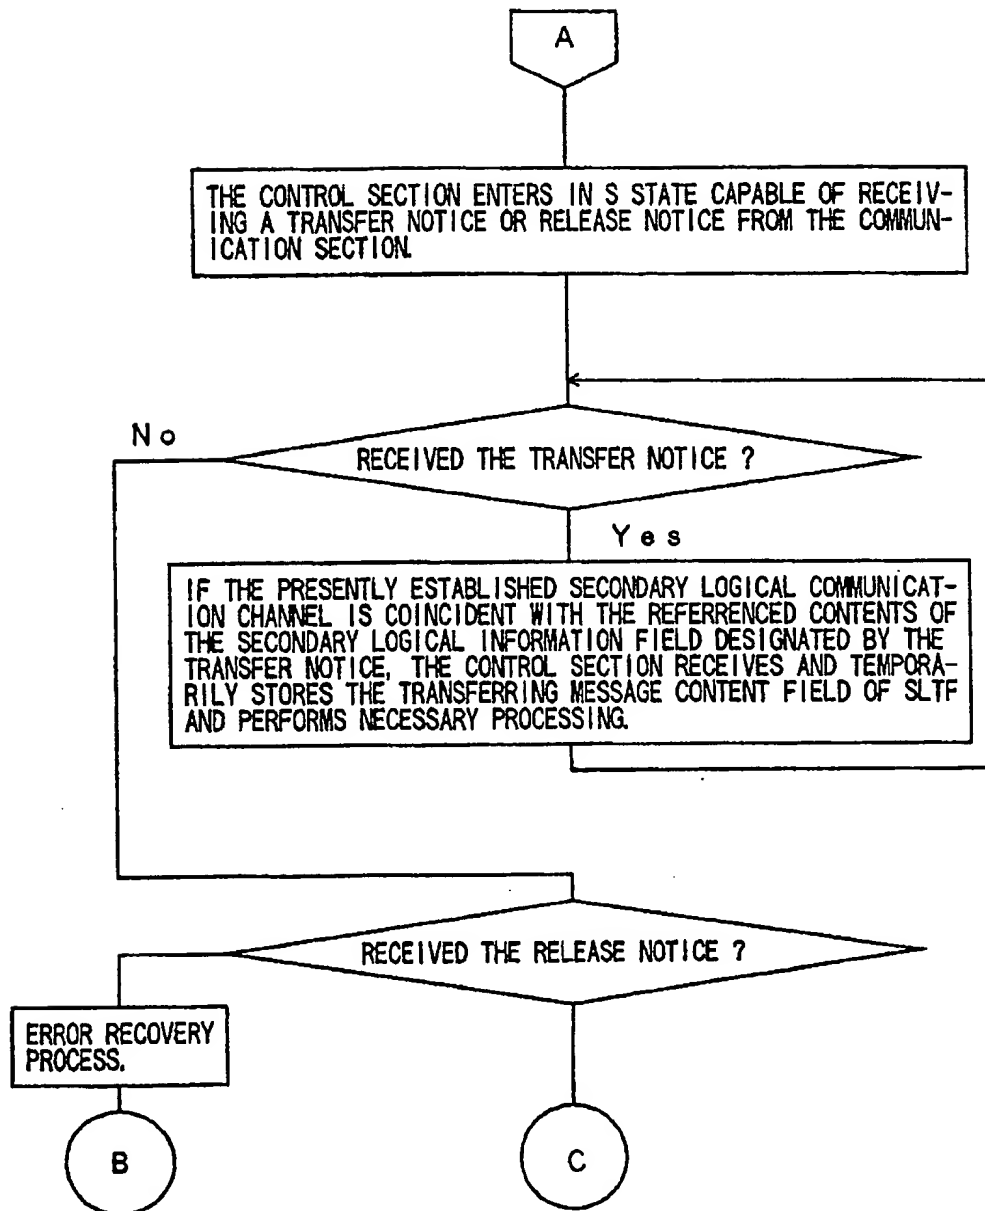 A
THE CONTROL SECTION ENTERS IN S STATE CAPABLE OF RECEIV-
ING A TRANSFER NOTICE OR RELEASE NOTICE FROM THE COMMUN-
ICATION SECTION.
No
RECEIVED THE TRANSFER NOTICE ?
Yes
IF THE PRESENTLY ESTABLISHED SECONDARY LOGICAL COMMUNICAT-
ION CHANNEL IS COINCIDENT WITH THE REFERRENCED CONTENTS OF
THE SECONDARY LOGICAL INFORMATION FIELD DESIGNATED BY THE
TRANSFER NOTICE, THE CONTROL SECTION RECEIVES AND TEMPORA-
RILY STORES THE TRANSFERRING MESSAGE CONTENT FIELD OF SLTF
AND PERFORMS NECESSARY PROCESSING.
RECEIVED THE RELEASE NOTICE ?
ERROR RECOVERY
PROCESS.
B
C